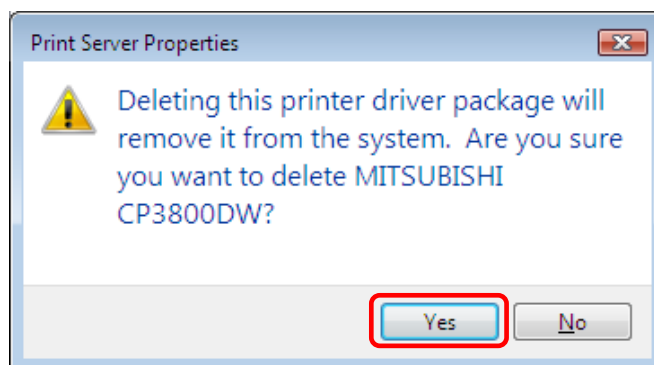 Print Server Properties
Deleting this printer driver package will
remove it from the system. Are you sure
you want to delete MITSUBISHI
CP3800DW?
Yes
No